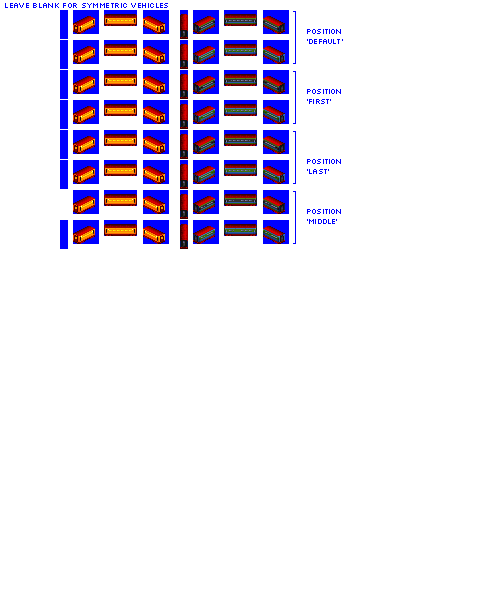 LEAVE BLANK FOR SYMMETRIC VEHICLES
POSITION
'DEFAULT'
POSITION
'FIRST'
POSITION
'LAST'
POSITION
'MIDDLE'